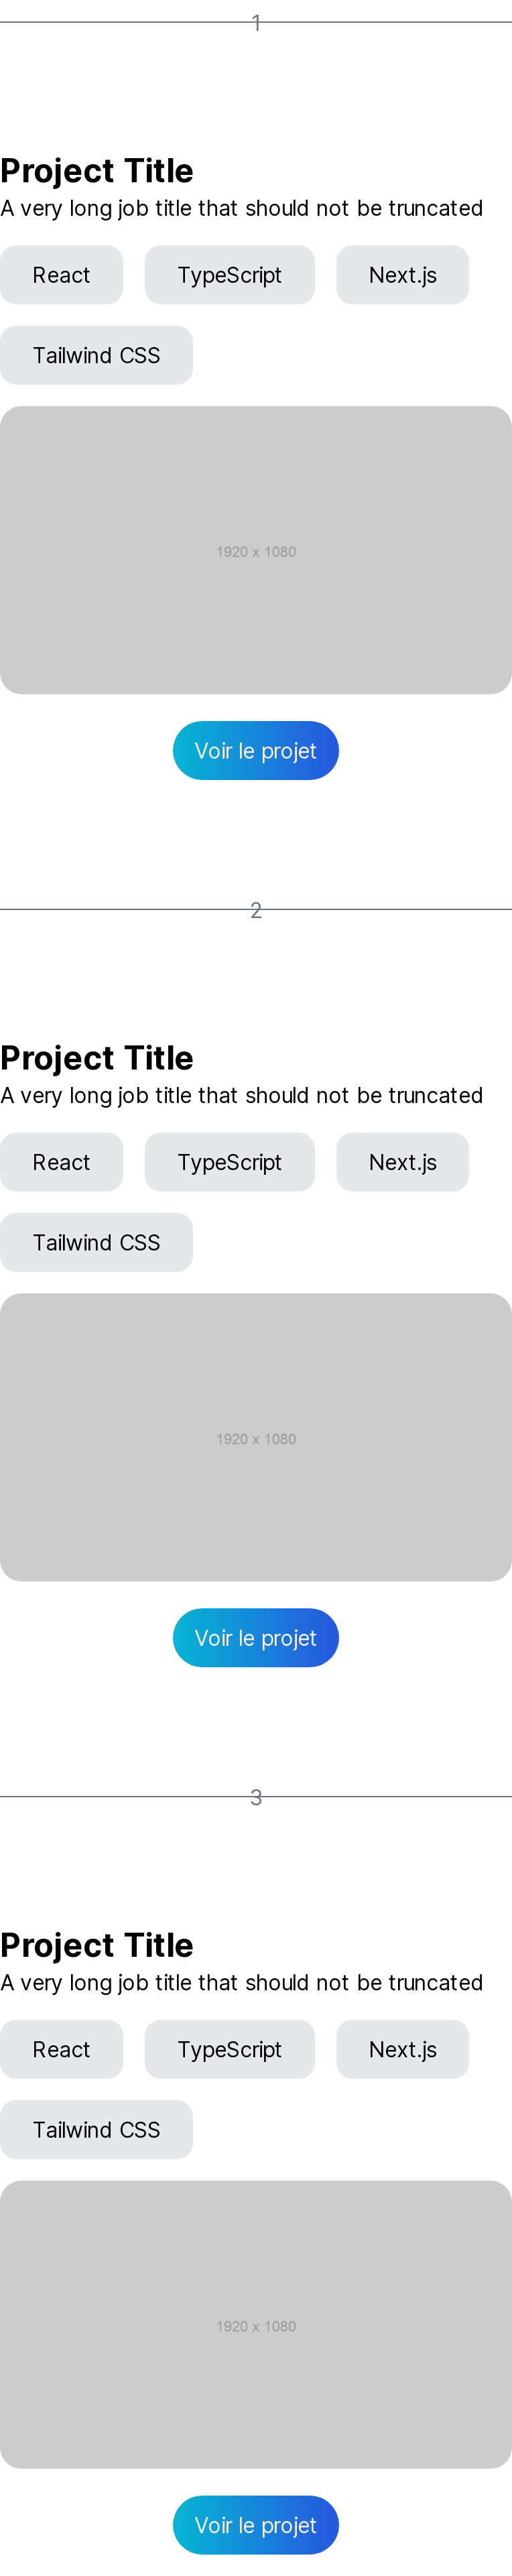 1
Project Title
A very long job title that should not be truncated
React TypeScript Next.js
Tailwind CSS
1920 x 1080
Voir le projet
2
Project Title
A very long job title that should not be truncated
React TypeScript Next.js
Tailwind CSS
1920 x 1080
Voir le projet
3
Project Title
A very long job title that should not be truncated
React TypeScript Next.js
Tailwind CSS
1920 x 1080
Voir le projet